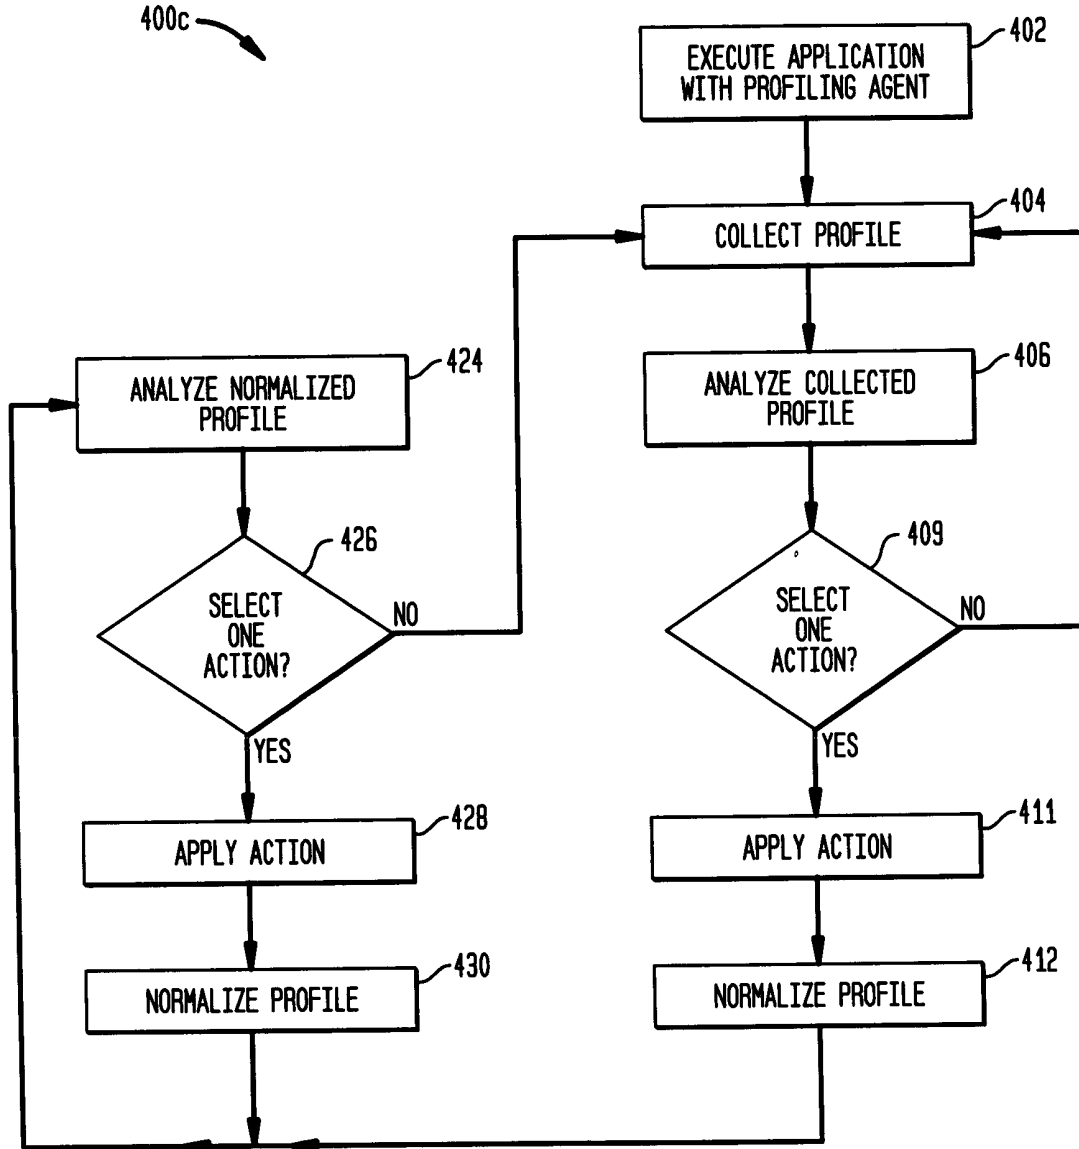 400c
402
EXECUTE APPLICATION
WITH PROFILING AGENT
404
COLLECT PROFILE
406
ANALYZE COLLECTED
PROFILE
409
SELECT
ONE
ACTION?
NO
YES
411
APPLY ACTION
412
NORMALIZE PROFILE
424
ANALYZE NORMALIZED
PROFILE
426
SELECT
ONE
ACTION?
NO
YES
428
APPLY ACTION
430
NORMALIZE PROFILE